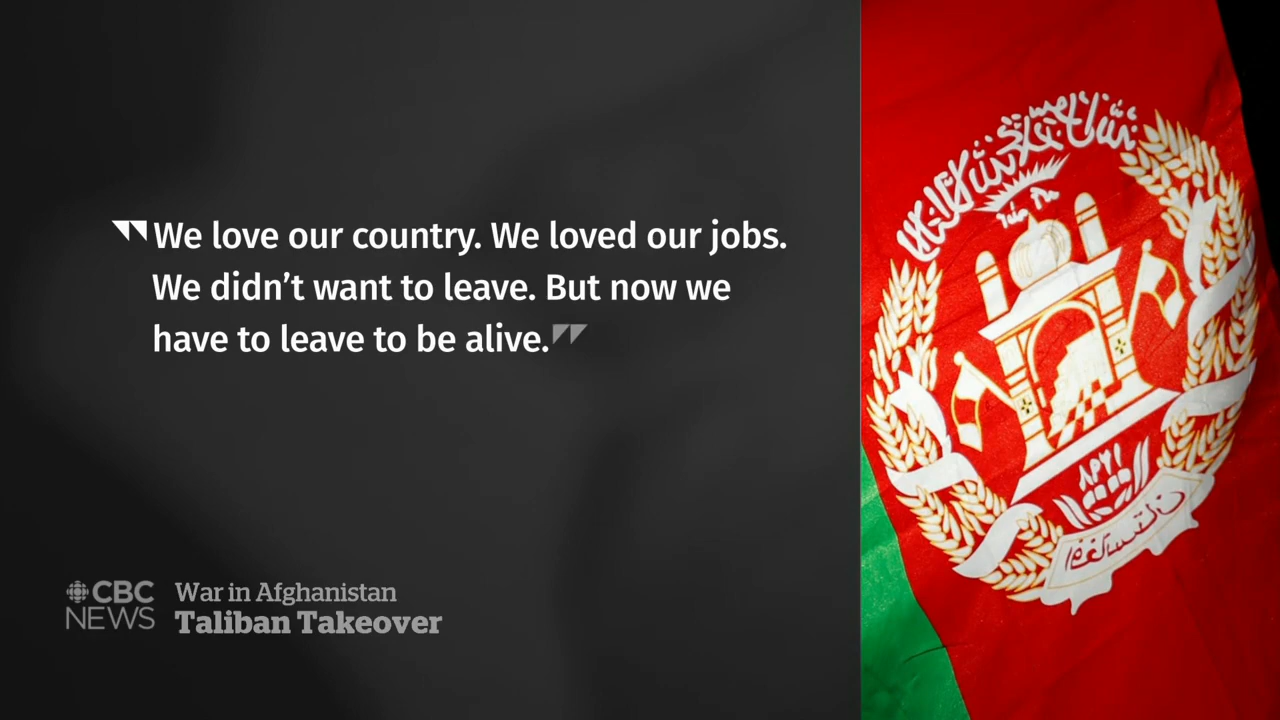 "We love our country. We loved our jobs.
We didn’t want to leave. But now we
have to leave to be alive."
CBC
NEWS
War in Afghanistan
Taliban Takeover